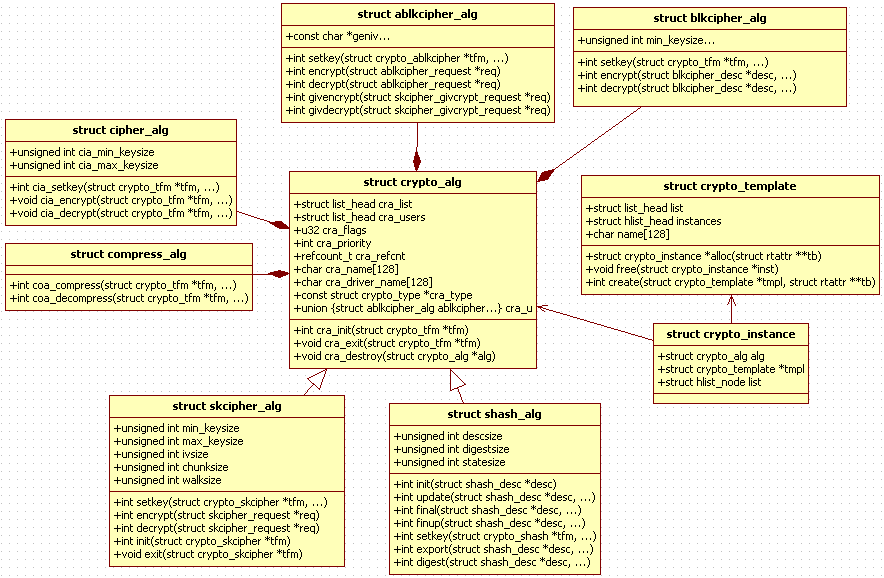 struct ablkcipher_alg
+const char *geniv...
+int setkey(struct crypto_ablkcipher *tfm, ...)
+int encrypt(struct ablkcipher_request *req)
+int decrypt(struct ablkcipher_request *req)
+int givencrypt(struct skcipher_givcrypt_request *req)
+int givdecrypt(struct skcipher_givcrypt_request *req)
struct blkcipher_alg
+unsigned int min_keysize...
+int setkey(struct crypto_tfm *tfm, ...)
+int encrypt(struct blkcipher_desc *desc, ...)
+int decrypt(struct blkcipher_desc *desc, ...)
struct cipher_alg
+unsigned int cia_min_keysize
+unsigned int cia_max_keysize
+int cia_setkey(struct crypto_tfm *tfm, ...)
+void cia_encrypt(struct crypto_tfm *tfm, ...)
+void cia_decrypt(struct crypto_tfm *tfm, ...)
struct crypto_alg
+struct list_head cra_list
+struct list_head cra_users
+u32 cra_flags
+int cra_priority
+refcount_t cra_refcnt
+char cra_name[128]
+char cra_driver_name[128]
+const struct crypto_type *cra_type
+union {struct ablkcipher_alg ablkcipher...} cra_u
+int cra_init(struct crypto_tfm *tfm)
+void cra_exit(struct crypto_tfm *tfm)
+void cra_destroy(struct crypto_alg *alg)
struct crypto_template
+struct list_head list
+struct hlist_head instances
+char name[128]
+struct crypto_instance *alloc(struct rtattr **tb)
+void free(struct crypto_instance *inst)
+int create(struct crypto_template *tmpl, struct rtattr **tb)
struct compress_alg
+int coa_compress(struct crypto_tfm *tfm, ...)
+int coa_decompress(struct crypto_tfm *tfm, ...)
struct crypto_instance
+struct crypto_alg alg
+struct crypto_template *tmpl
+struct hlist_node list
struct skcipher_alg
+unsigned int min_keysize
+unsigned int max_keysize
+unsigned int ivsize
+unsigned int chunksize
+unsigned int walksize
+int setkey(struct crypto_skcipher *tfm, ...)
+int encrypt(struct skcipher_request *req)
+int decrypt(struct skcipher_request *req)
+int init(struct crypto_skcipher *tfm)
+void exit(struct crypto_skcipher *tfm)
struct shash_alg
+unsigned int descsize
+unsigned int digestsize
+unsigned int statesize
+int init(struct shash_desc *desc)
+int update(struct shash_desc *desc, ...)
+int final(struct shash_desc *desc, ...)
+int finup(struct shash_desc *desc, ...)
+int setkey(struct crypto_shash *tfm, ...)
+int export(struct shash_desc *desc, ...)
+int digest(struct shash_desc *desc, ...)